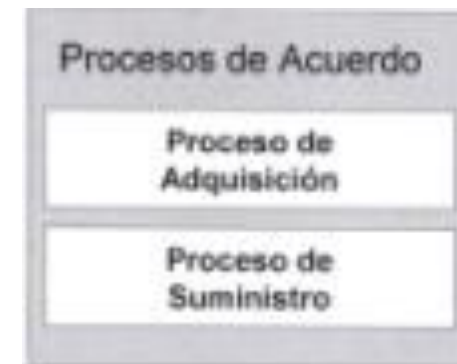 Procesos de Acuerdo
Proceso de
Adquisición
Proceso de
Suministro